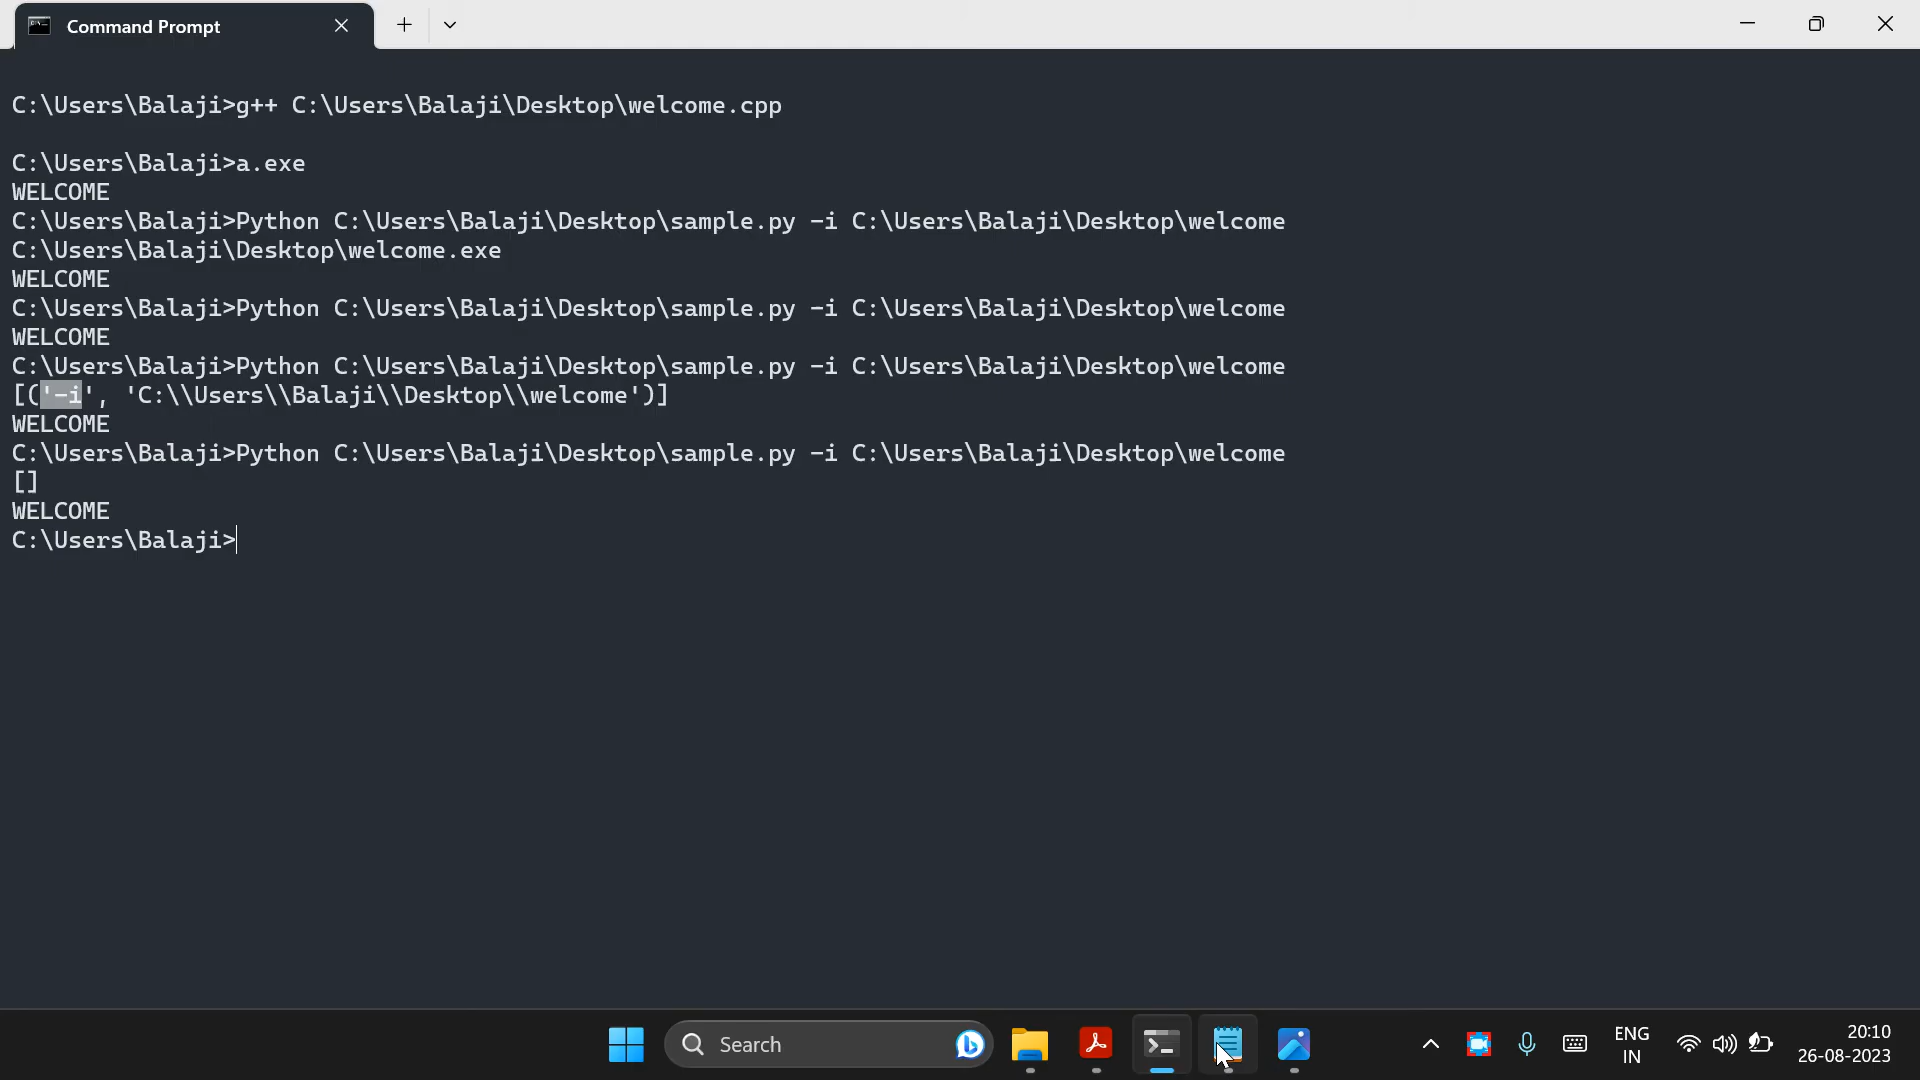 Command Prompt
C:\Users\Balaji>g++ C:\Users\Balaji\Desktop\welcome.cpp
C:\Users\Balaji>a.exe
WELCOME
C:\Users\Balaji>Python C:\Users\Balaji\Desktop\sample.py -i C:\Users\Balaji\Desktop\welcome
C:\Users\Balaji\Desktop\welcome.exe
WELCOME
C:\Users\Balaji>Python C:\Users\Balaji\Desktop\sample.py -i C:\Users\Balaji\Desktop\welcome
WELCOME
C:\Users\Balaji>Python C:\Users\Balaji\Desktop\sample.py -i C:\Users\Balaji\Desktop\welcome
[('-i', 'C:\\Users\\Balaji\\Desktop\\welcome')]
WELCOME
C:\Users\Balaji>Python C:\Users\Balaji\Desktop\sample.py -i C:\Users\Balaji\Desktop\welcome
[]
WELCOME
C:\Users\Balaji>
Search
ENG
IN
20:10
26-08-2023